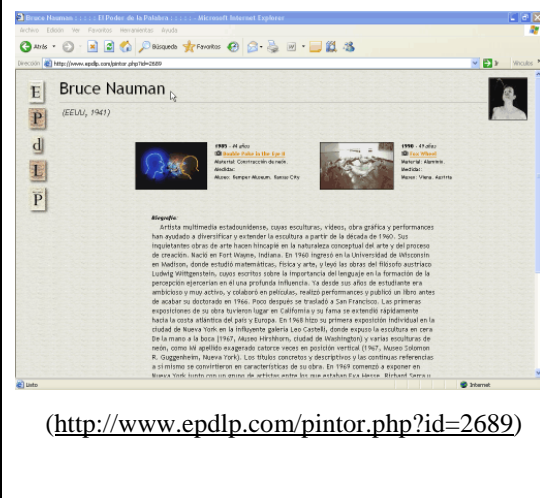 Bruce Nauman : : : : : El Poder de la Palabra : : : : : - Microsoft Internet Explorer
Archivo Edición Ver Favoritos Herramientas Ayuda
Atrás Búsqueda Favoritos
Dirección http://www.epdlp.com/pintor.php?id=2689 Ir Vínculos
E
P
d
L
P
Bruce Nauman
(EEUU, 1941)
1985 - 44 años
Double Poke in the Eye II
Material: Construcción de neón.
Medidas:
Museo: Kemper Museum. Kansas City
1990 - 49 años
Fox Wheel
Material: Aluminio.
Medidas:
Museo: Viena. Austria
Biografía:
Artista multimedia estadounidense, cuyas esculturas, vídeos, obra gráfica y performances
han ayudado a diversificar y extender la escultura a partir de la década de 1960. Sus
inquietantes obras de arte hacen hincapié en la naturaleza conceptual del arte y del proceso
de creación. Nació en Fort Wayne, Indiana. En 1960 ingresó en la Universidad de Wisconsin
en Madison, donde estudió matemáticas, física y arte, y leyó las obras del filósofo austríaco
Ludwig Wittgenstein, cuyos escritos sobre la importancia del lenguaje en la formación de la
percepción ejercerían en él una profunda influencia. Ya desde sus años de estudiante era
ambicioso y muy activo, y colaboró en películas, realizó performances y publicó un libro antes
de acabar su doctorado en 1966. Poco después se trasladó a San Francisco. Las primeras
exposiciones de su obra tuvieron lugar en California y su fama se extendió rápidamente
hacia la costa atlántica del país y Europa. En 1968 hizo su primera exposición individual en la
ciudad de Nueva York en la influyente galería Leo Castelli, donde expuso la escultura en cera
De la mano a la boca (1967, Museo Hirshhorn, ciudad de Washington) y varias esculturas de
neón, como Mi apellido exagerado catorce veces en posición vertical (1967, Museo Solomon
R. Guggenheim, Nueva York). Los títulos concretos y descriptivos y las continuas referencias
a sí mismo se convirtieron en características de su obra. En 1969 comenzó a exponer en
Nueva York junto con un grupo de artistas entre los que estaban Eva Hesse, Richard Serra y
Listo Internet
(http://www.epdlp.com/pintor.php?id=2689)